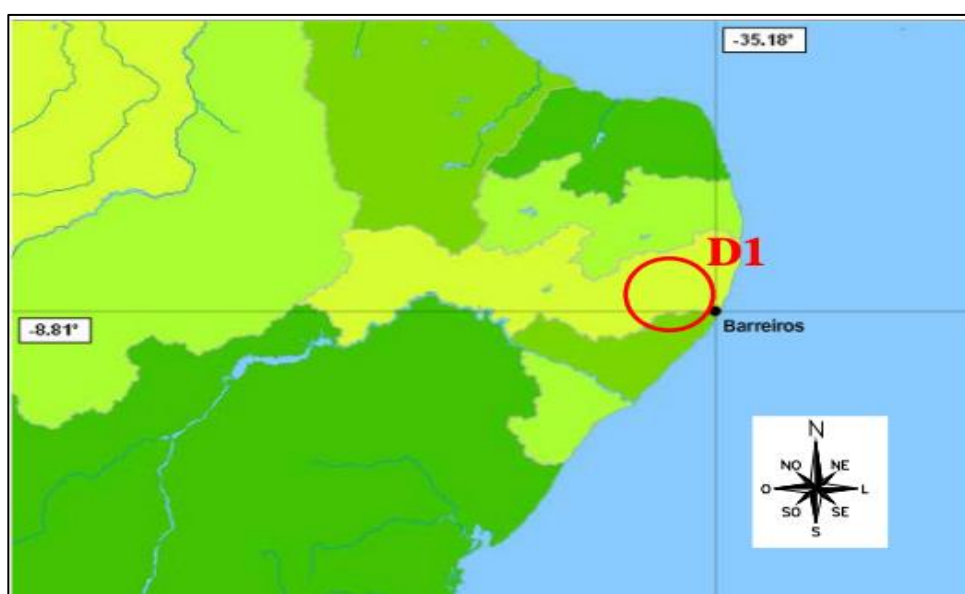 -35.18°
D1
-8.81°
Barreiros
N
NO NE
O L
SO SE
S